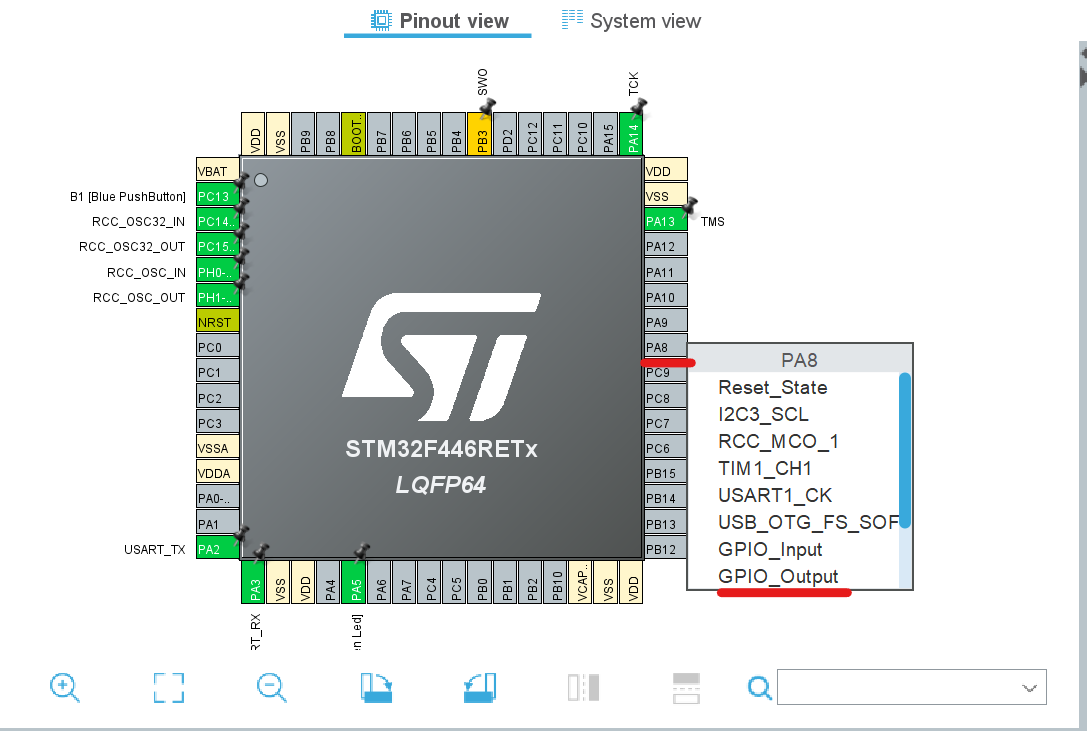 Pinout view
System view
SWO
TCK
VDD
VSS
PB9
PB8
BOOT..
PB7
PB6
PB5
PB4
PB3
PD2
PC12
PC11
PC10
PA15
PA14
VBAT
VDD
B1 [Blue PushButton]
PC13
VSS
RCC_OSC32_IN
PC14..
PA13
TMS
RCC_OSC32_OUT
PC15..
PA12
RCC_OSC_IN
PH0-..
PA11
RCC_OSC_OUT
PH1-..
PA10
NRST
PA9
PC0
PA8
PC1
PC9
PC2
PC8
PC3
PC7
VSSA
PC6
VDDA
PB15
PA0-..
PB14
PA1
PB13
USART_TX
PA2
PB12
ST
STM32F446RETx
LQFP64
PA8
Reset_State
I2C3_SCL
RCC_MCO_1
TIM1_CH1
USART1_CK
USB_OTG_FS_SOF
GPIO_Input
GPIO_Output
PA3
VSS
VDD
PA4
PA5
PA6
PA7
PC4
PC5
PB0
PB1
PB2
PB10
VCAP..
VSS
VDD
RT_RX
n Led]